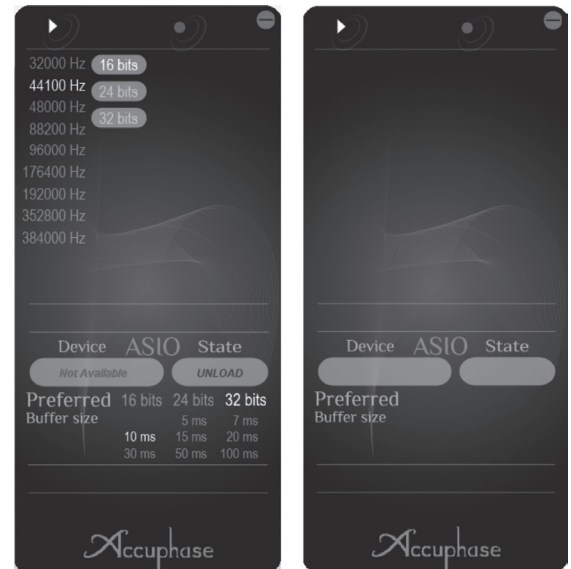 32000 Hz 16 bits
44100 Hz 24 bits
48000 Hz 32 bits
88200 Hz
96000 Hz
176400 Hz
192000 Hz
352800 Hz
384000 Hz
Device ASIO State
Not Available UNLOAD
Preferred 16 bits 24 bits 32 bits
Buffer size 5 ms 7 ms
10 ms 15 ms 20 ms
30 ms 50 ms 100 ms
Accuphase
Device ASIO State
Preferred
Buffer size
Accuphase